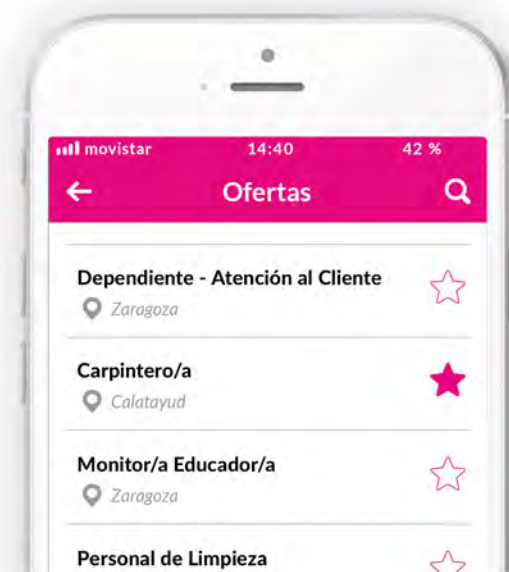 movistar 14:40 42 %
Ofertas
Dependiente - Atención al Cliente
Zaragoza
Carpintero/a
Calatayud
Monitor/a Educador/a
Zaragoza
Personal de Limpieza